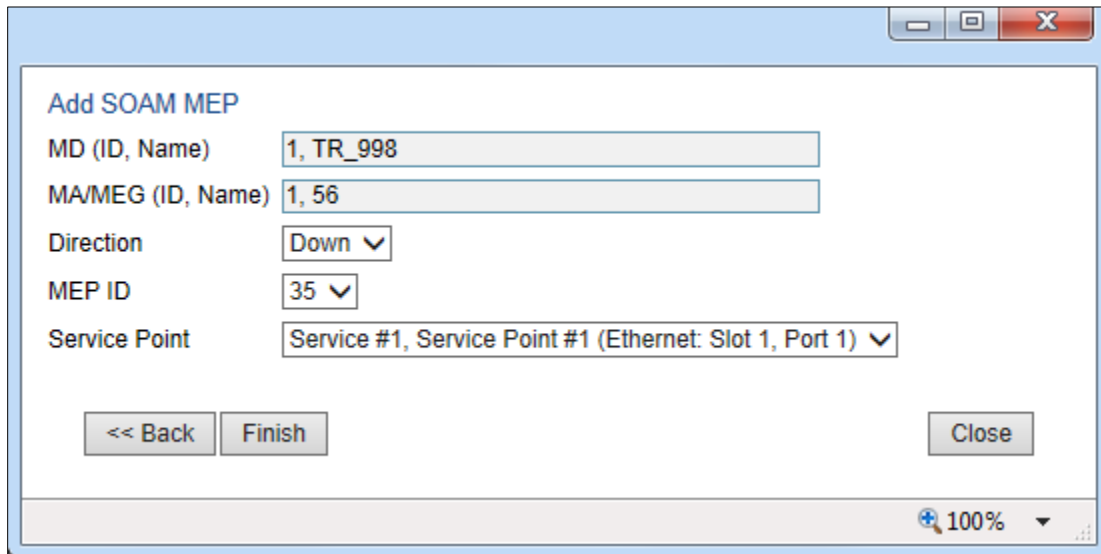 Add SOAM MEP
MD (ID, Name) 1, TR_998
MA/MEG (ID, Name) 1, 56
Direction Down
MEP ID 35
Service Point Service #1, Service Point #1 (Ethernet: Slot 1, Port 1)
<< Back Finish Close
100%